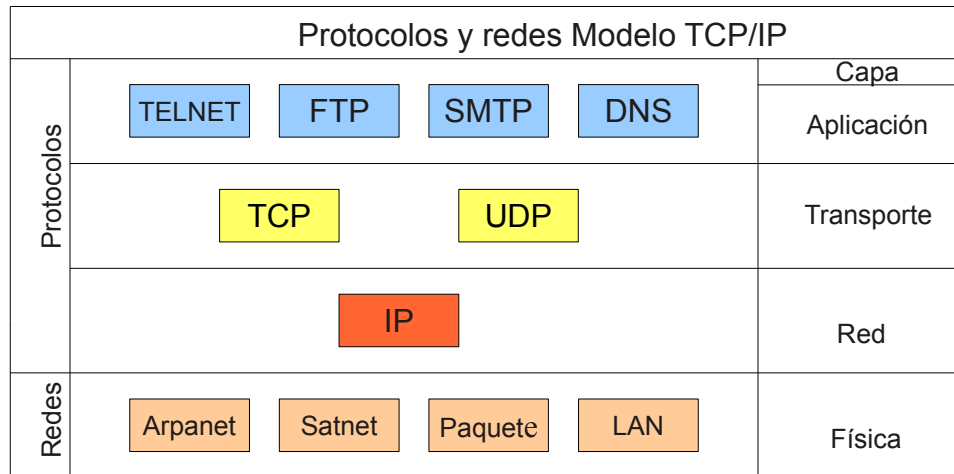 Protocolos y redes Modelo TCP/IP
Capa
Protocolos
TELNET FTP SMTP DNS
Aplicación
TCP UDP
Transporte
IP
Red
Redes
Arpanet Satnet Paquete LAN
Física